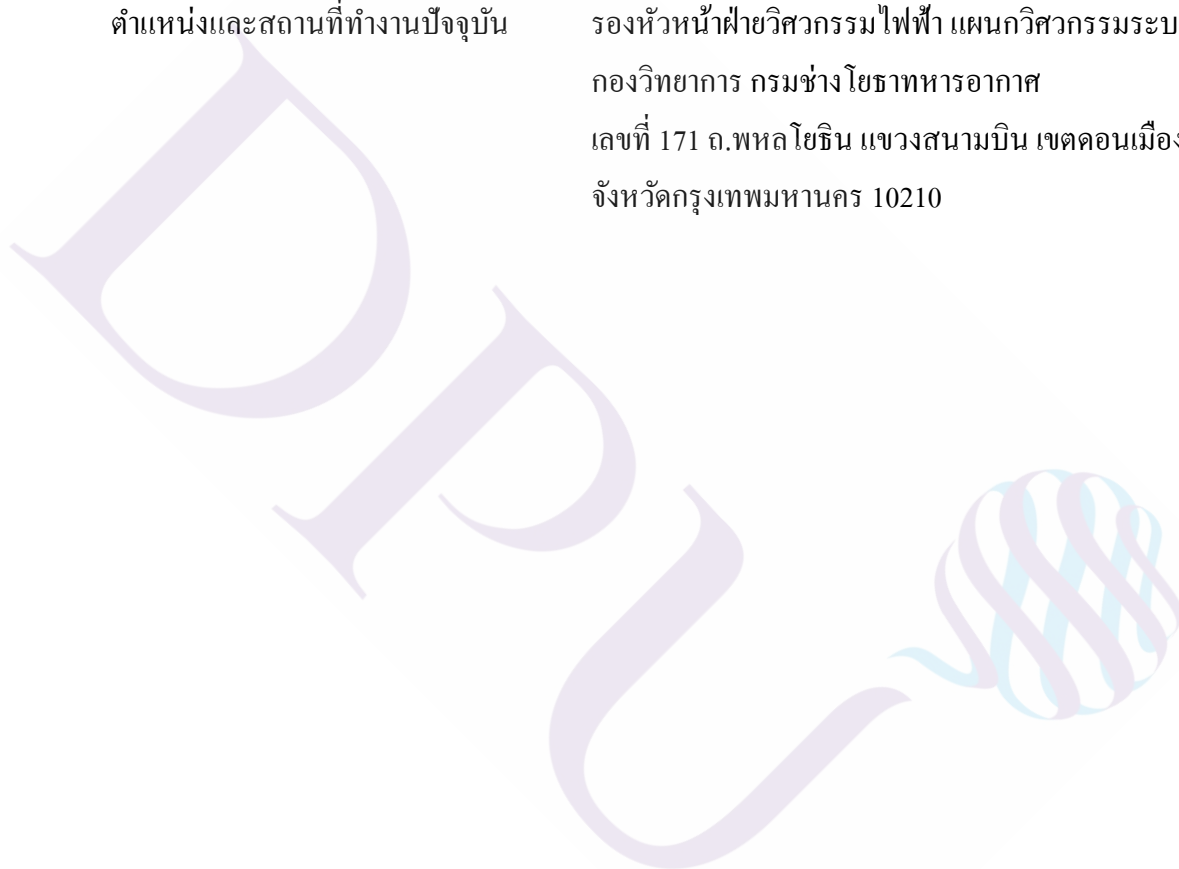 ตำแหน่งและสถานที่ทำงานปัจจุบัน รองหัวหน้าฝ่ายวิศวกรรมไฟฟ้า แผนกวิศวกรรมระบ
กองวิทยาการ กรมช่างโยธาทหารอากาศ
เลขที่ 171 ถ.พหลโยธิน แขวงสนามบิน เขตดอนเมือง
จังหวัดกรุงเทพมหานคร 10210
DPU